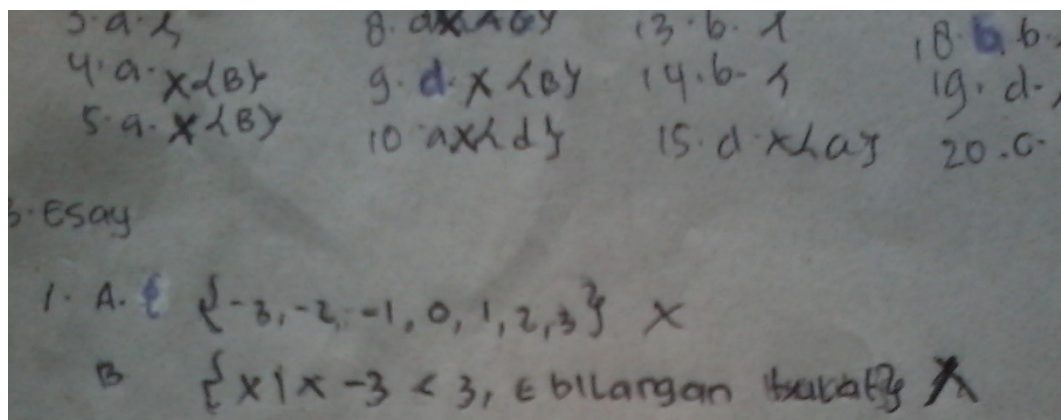 3. a. 8. a x {B} 13. b. 18. b b.
4. a. x {B} 9. d. x {B} 14. b. 19. d.
5. a. x {B} 10. a x {d} 15. d. x {a} 20. c.
B. Esay
1. A. { {-3, -2, -1, 0, 1, 2, 3} x
B {x | x -3 < 3, ε bilangan bulat}